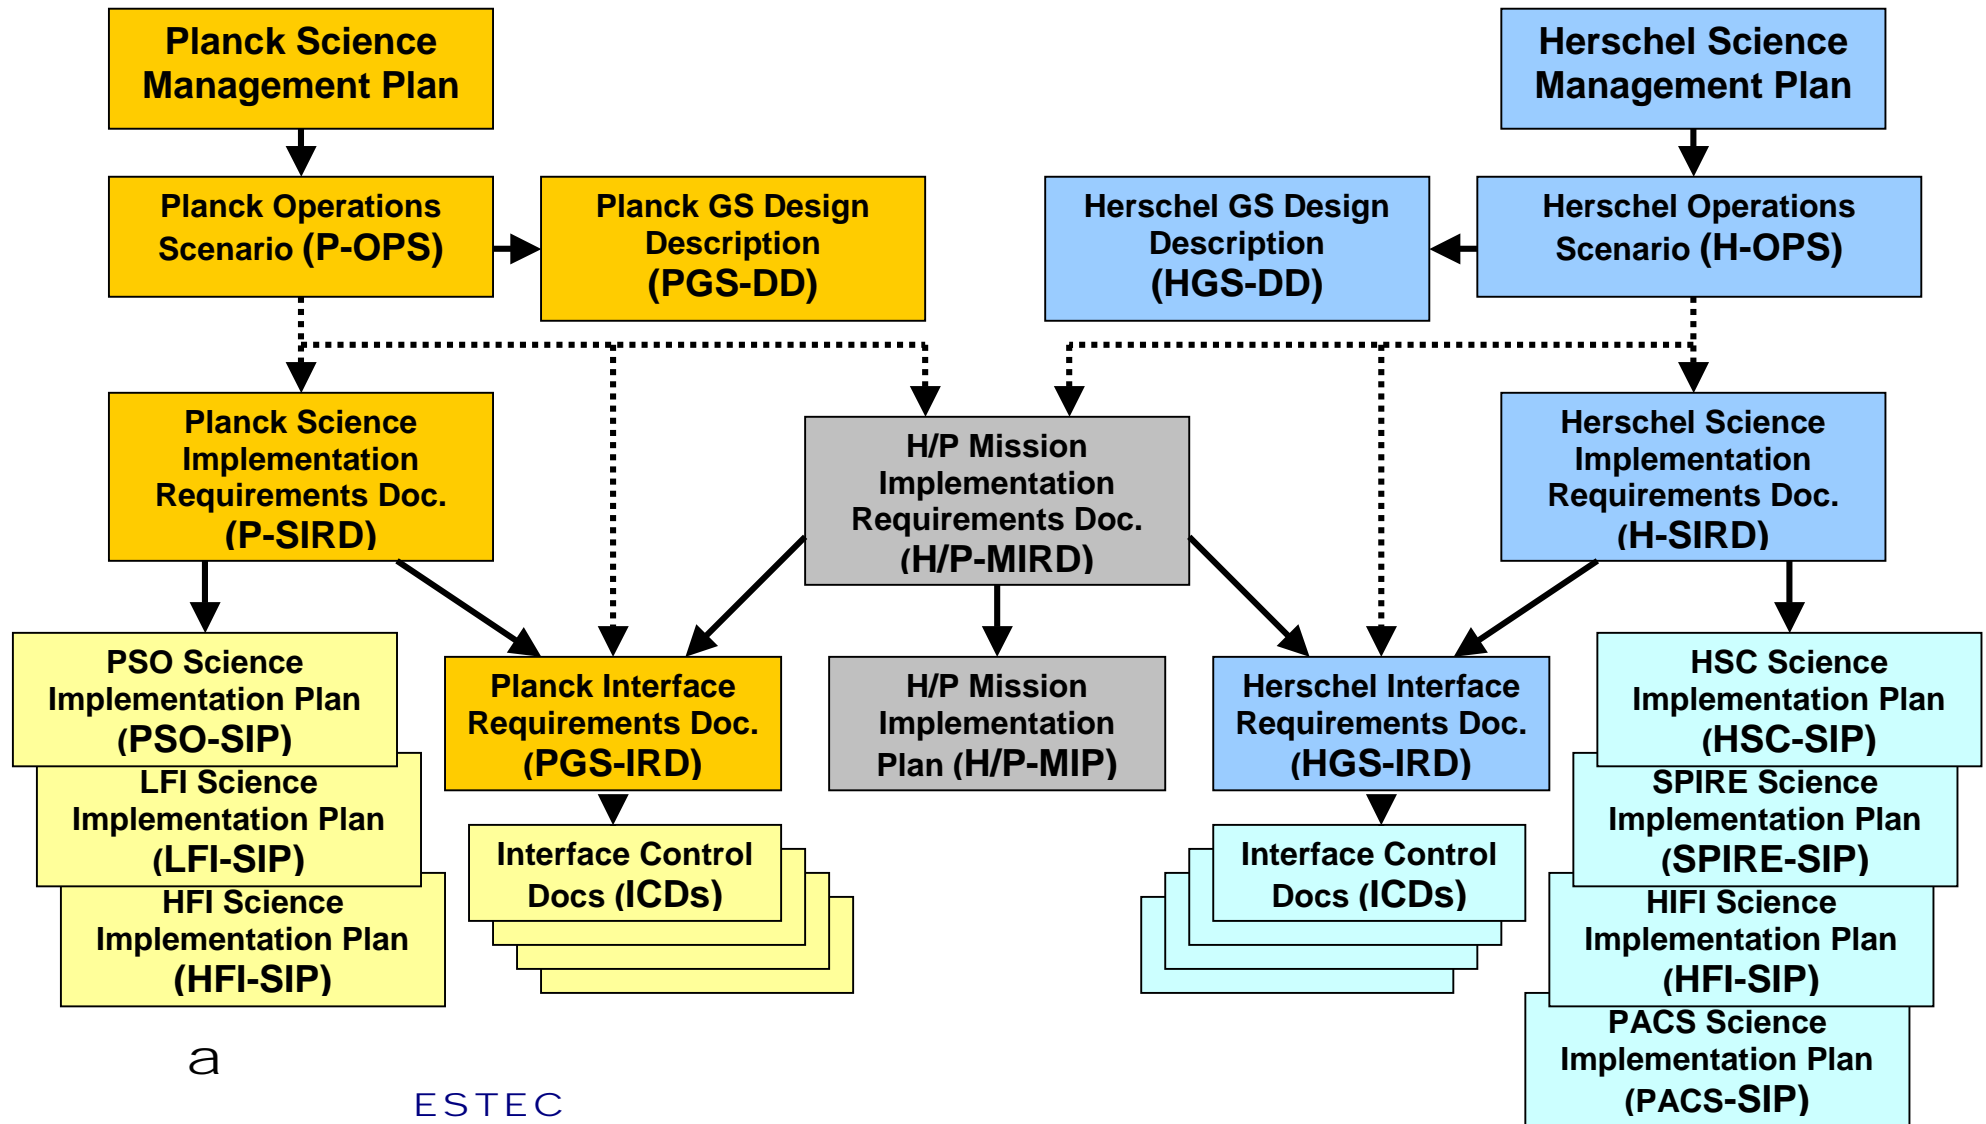 Planck Science
Management Plan
Herschel Science
Management Plan
Planck Operations
Scenario (P-OPS)
Planck GS Design
Description
(PGS-DD)
Herschel GS Design
Description
(HGS-DD)
Herschel Operations
Scenario (H-OPS)
Planck Science
Implementation
Requirements Doc.
(P-SIRD)
H/P Mission
Implementation
Requirements Doc.
(H/P-MIRD)
Herschel Science
Implementation
Requirements Doc.
(H-SIRD)
PSO Science
Implementation Plan
(PSO-SIP)
LFI Science
Implementation Plan
(LFI-SIP)
HFI Science
Implementation Plan
(HFI-SIP)
Planck Interface
Requirements Doc.
(PGS-IRD)
H/P Mission
Implementation
Plan (H/P-MIP)
Herschel Interface
Requirements Doc.
(HGS-IRD)
Interface Control
Docs (ICDs)
Interface Control
Docs (ICDs)
HSC Science
Implementation Plan
(HSC-SIP)
SPIRE Science
Implementation Plan
(SPIRE-SIP)
HIFI Science
Implementation Plan
(HFI-SIP)
PACS Science
Implementation Plan
(PACS-SIP)
a
ESTEC